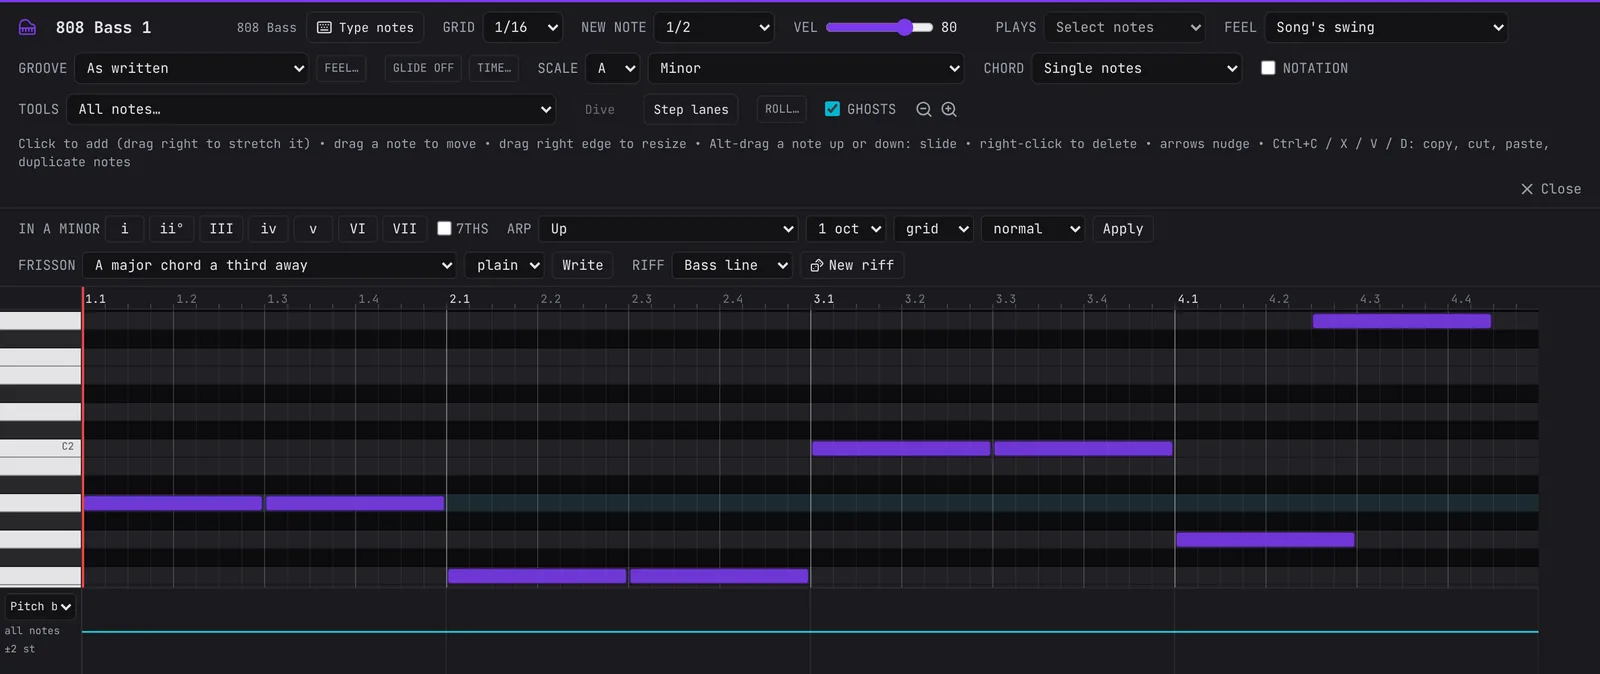 808 Bass 1 808 Bass Type notes GRID 1/16 NEW NOTE 1/2 VEL 80 PLAYS Select notes FEEL Song's swing
GROOVE As written FEEL… GLIDE OFF TIME… SCALE A Minor CHORD Single notes NOTATION
TOOLS All notes… Dive Step lanes ROLL… GHOSTS
Click to add (drag right to stretch it) • drag a note to move • drag right edge to resize • Alt-drag a note up or down: slide • right-click to delete • arrows nudge • Ctrl+C / X / V / D: copy, cut, paste,
duplicate notes
Close
IN A MINOR i ii° III iv v VI VII 7THS ARP Up 1 oct grid normal Apply
FRISSON A major chord a third away plain Write RIFF Bass line New riff
1.1 1.2 1.3 1.4 2.1 2.2 2.3 2.4 3.1 3.2 3.3 3.4 4.1 4.2 4.3 4.4
C2
Pitch b
all notes
±2 st